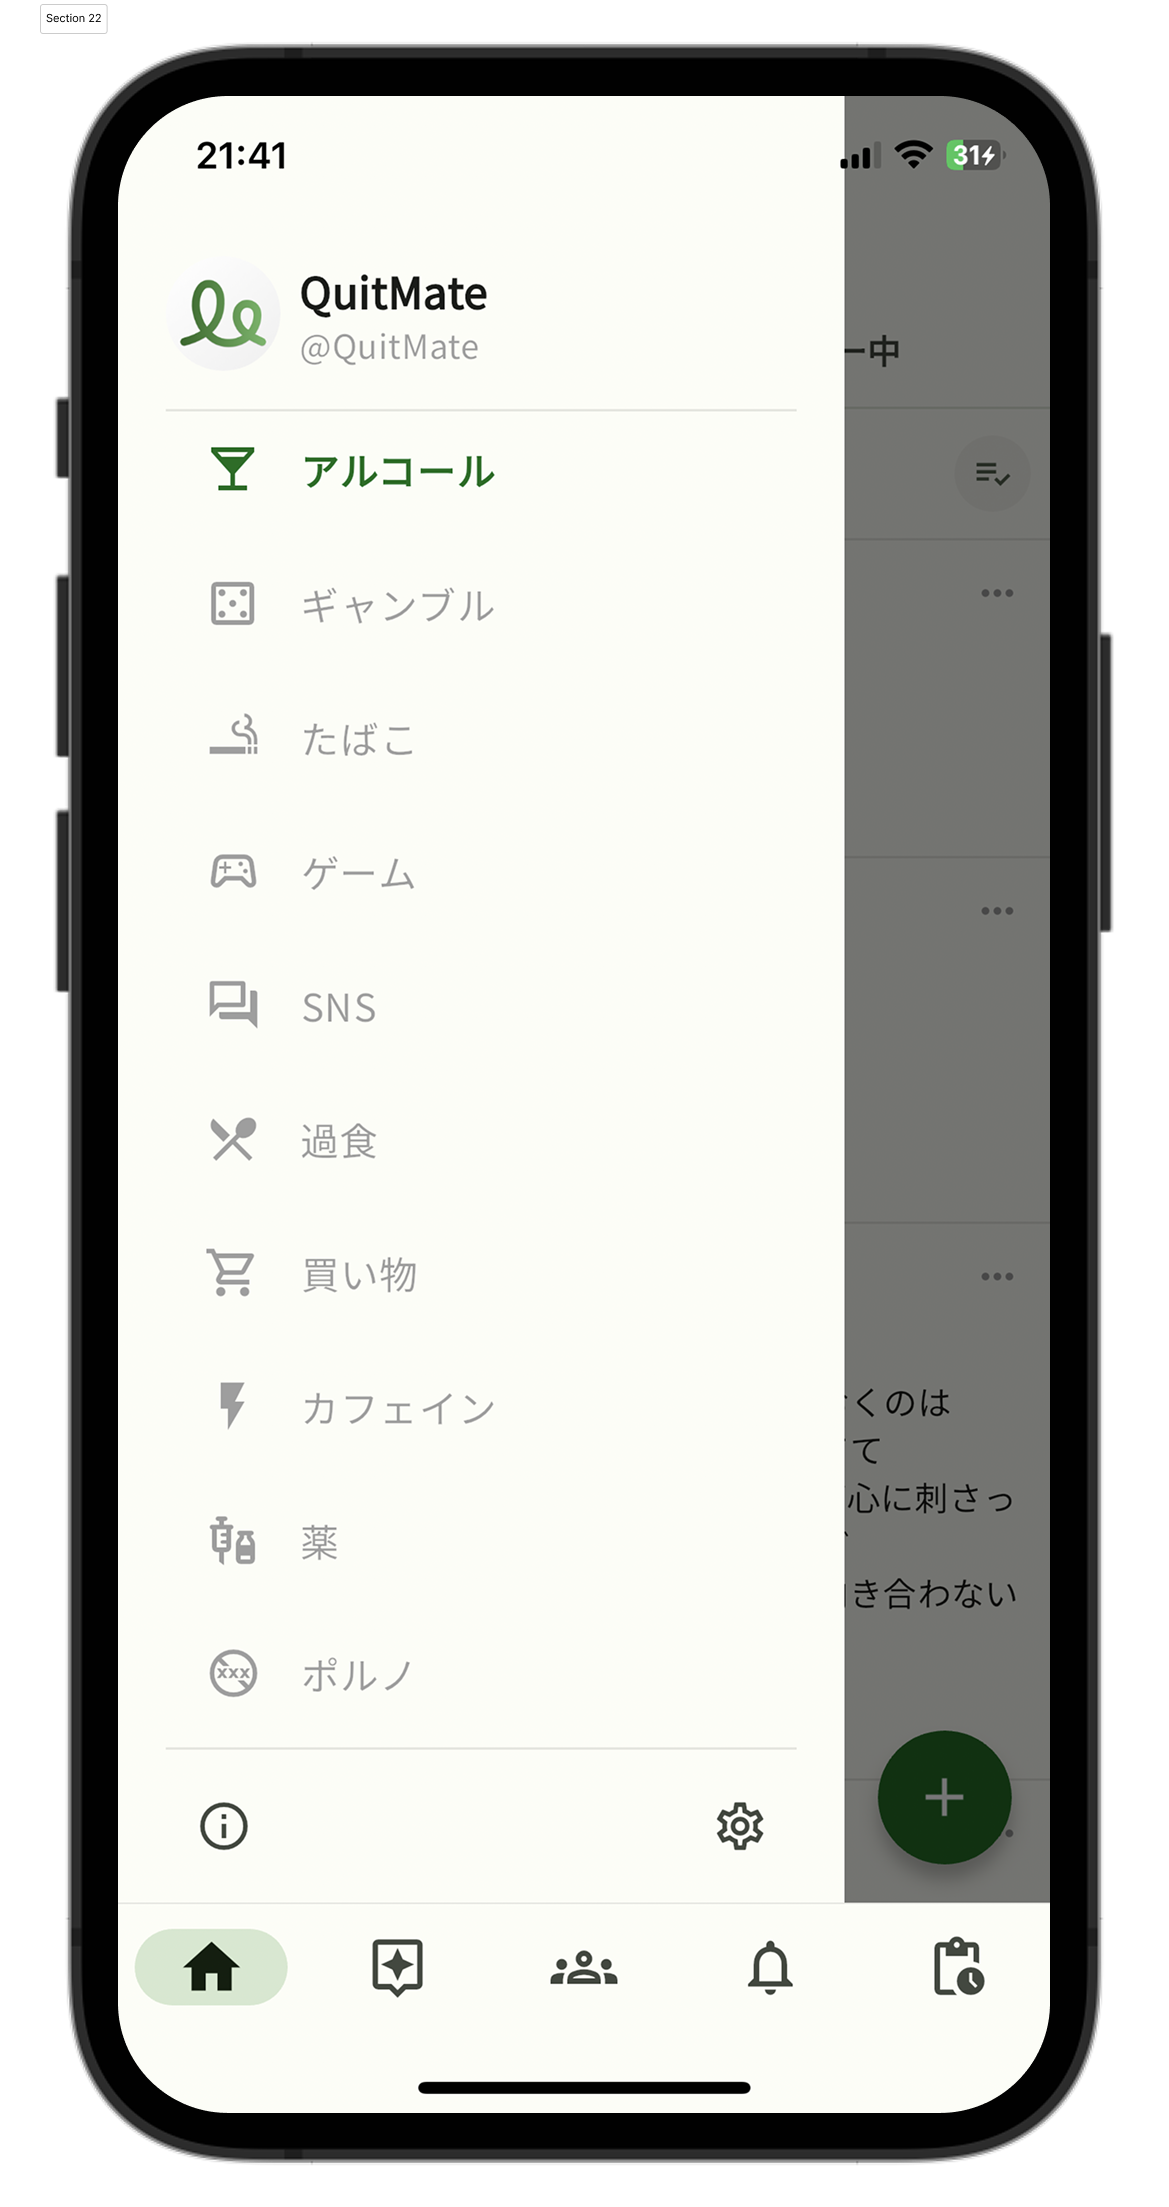 Section 22
21:41
31
QuitMate
@QuitMate
ー中
アルコール
ギャンブル
たばこ
ゲーム
SNS
過食
買い物
カフェイン
くのは
て
心に刺さっ
薬
き合わない
xxx
ポルノ